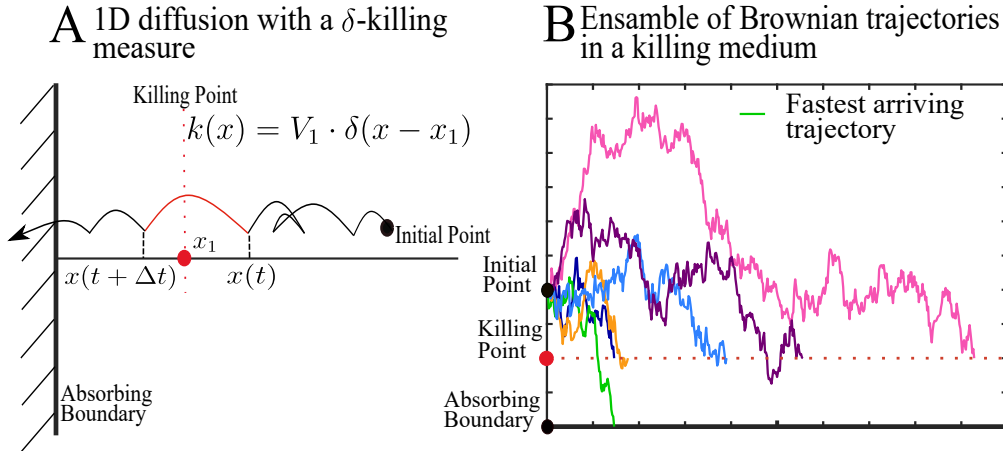 A 1D diffusion with a δ-killing
measure
Killing Point
k(x) = V₁ · δ(x − x₁)
Initial Point
x₁
x(t + Δt)
x(t)
Absorbing
Boundary
B Ensamble of Brownian trajectories
in a killing medium
Fastest arriving
trajectory
Initial
Point
Killing
Point
Absorbing
Boundary